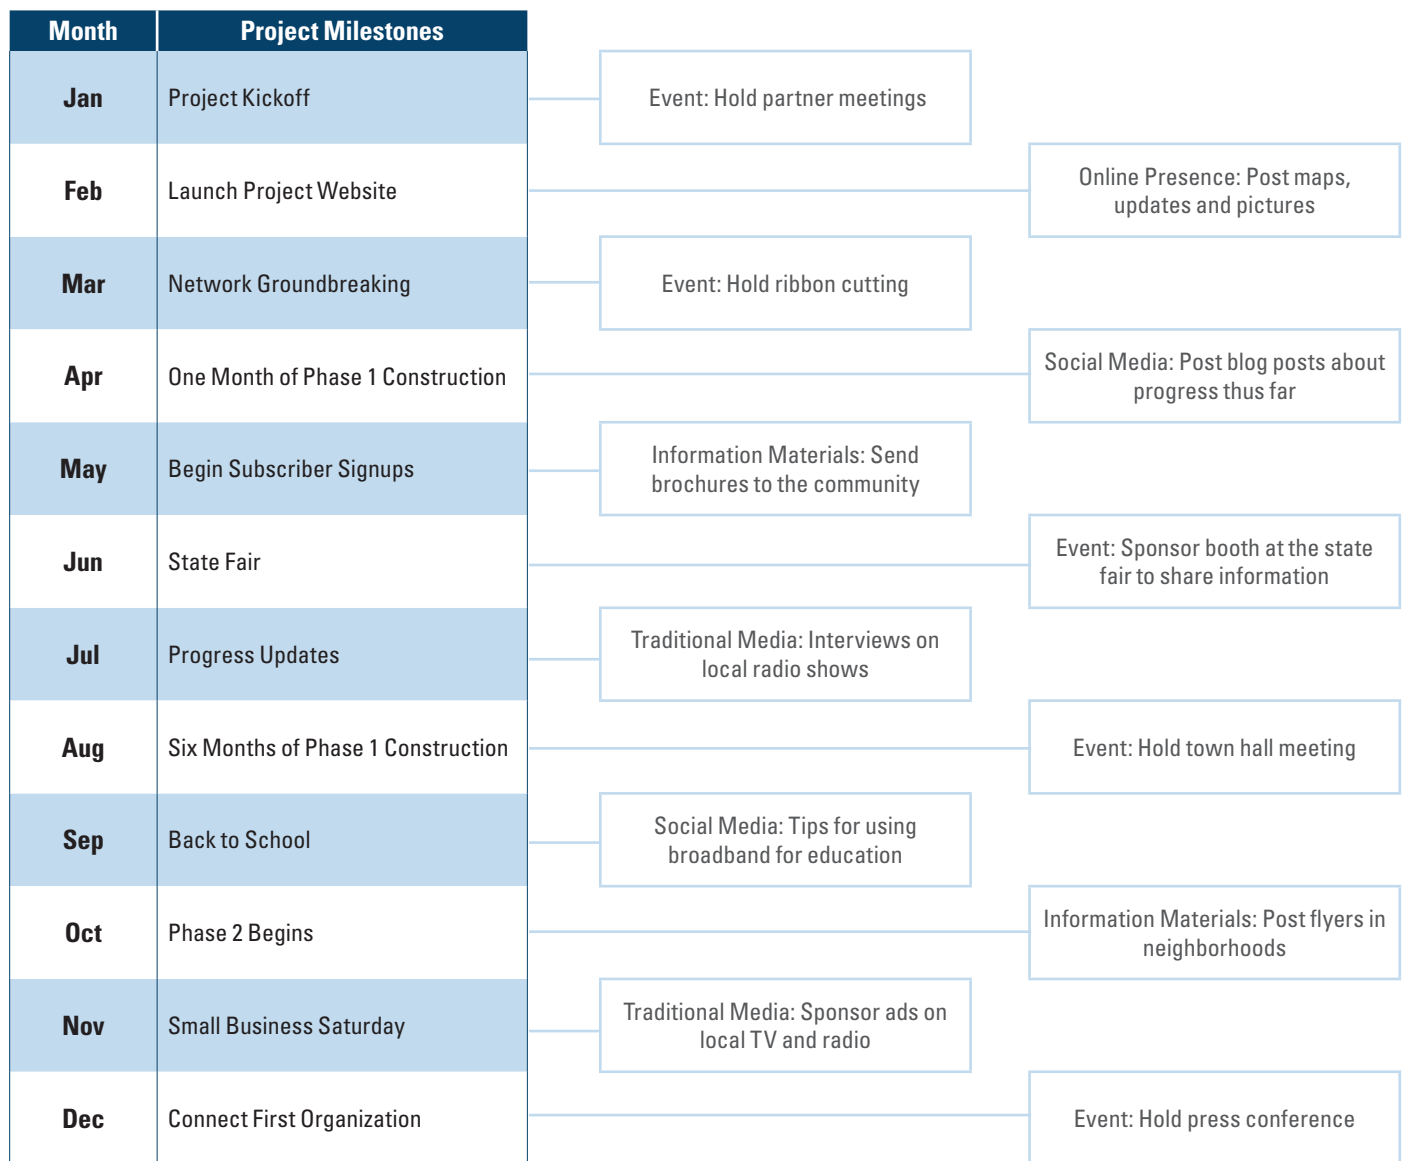 Month Project Milestones
Jan Project Kickoff Event: Hold partner meetings
Feb Launch Project Website Online Presence: Post maps,
updates and pictures
Mar Network Groundbreaking Event: Hold ribbon cutting
Apr One Month of Phase 1 Construction Social Media: Post blog posts about
progress thus far
May Begin Subscriber Signups Information Materials: Send
brochures to the community
Jun State Fair Event: Sponsor booth at the state
fair to share information
Jul Progress Updates Traditional Media: Interviews on
local radio shows
Aug Six Months of Phase 1 Construction Event: Hold town hall meeting
Sep Back to School Social Media: Tips for using
broadband for education
Oct Phase 2 Begins Information Materials: Post flyers in
neighborhoods
Nov Small Business Saturday Traditional Media: Sponsor ads on
local TV and radio
Dec Connect First Organization Event: Hold press conference